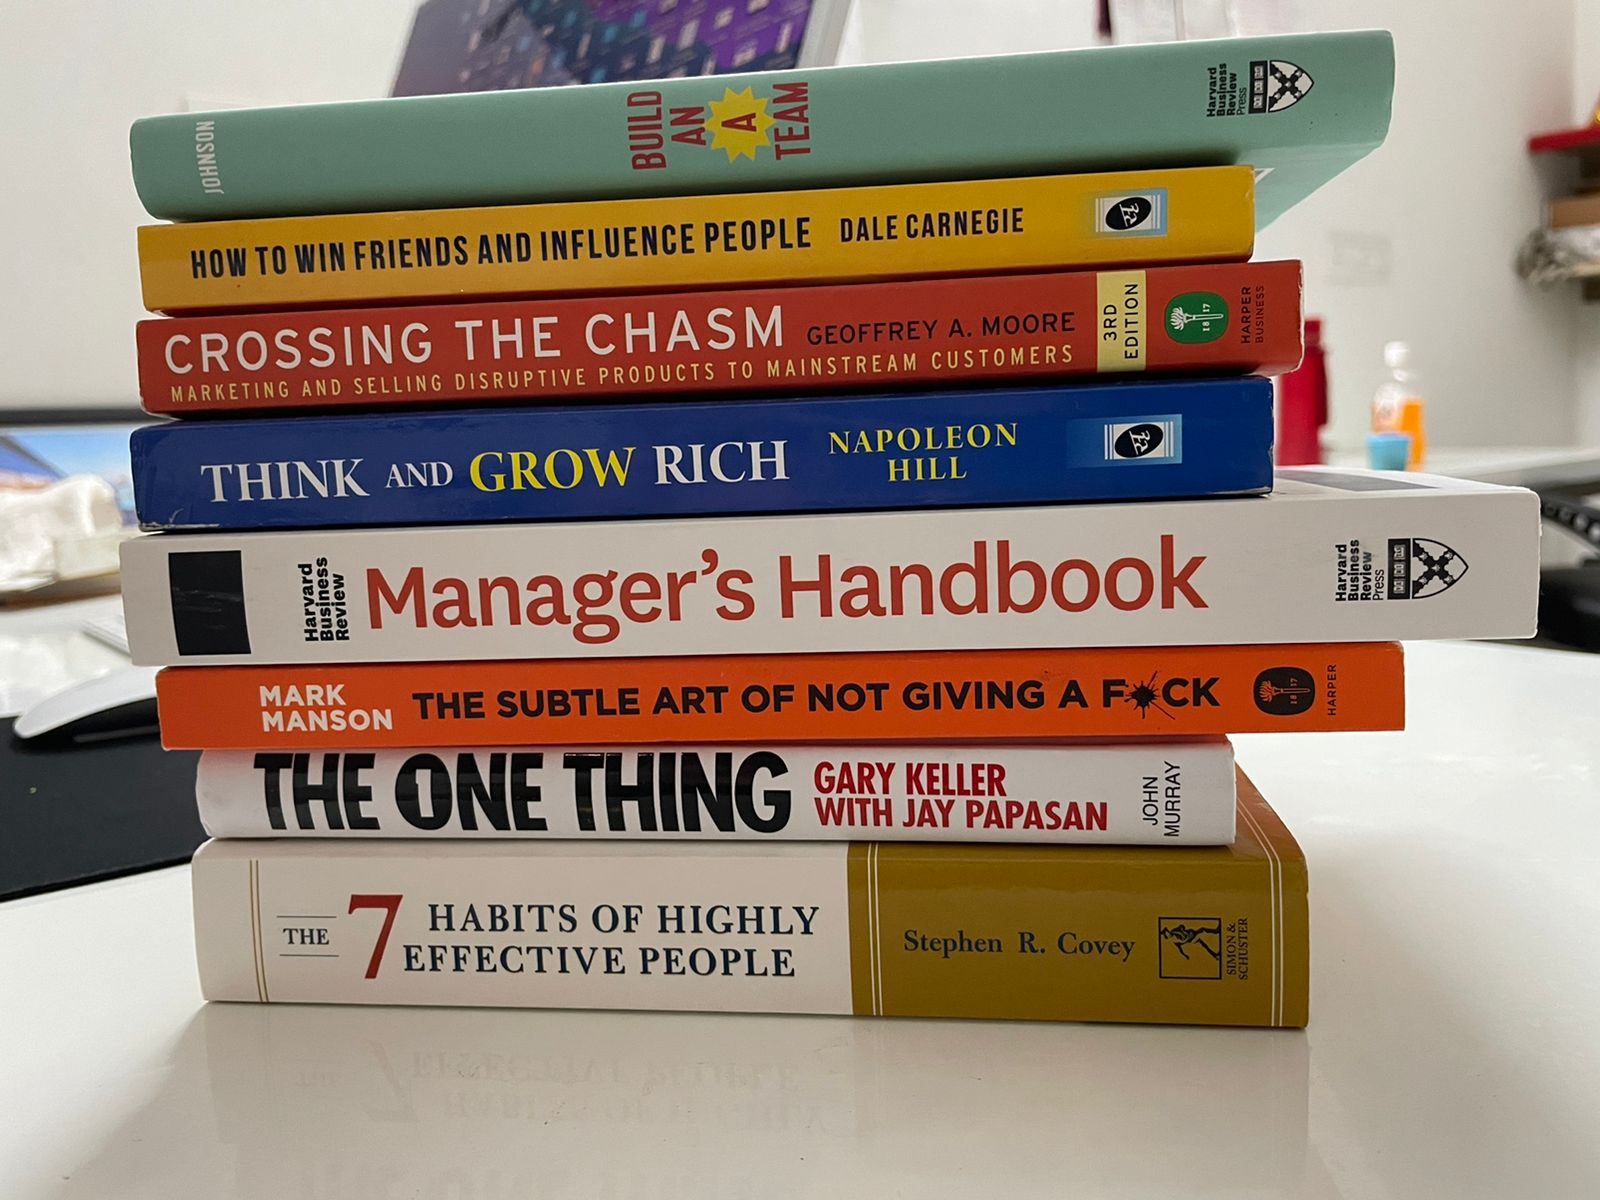 JOHNSON
BUILD
AN
A
TEAM
Harvard
Business
Review
Press
HOW TO WIN FRIENDS AND INFLUENCE PEOPLE DALE CARNEGIE
CROSSING THE CHASM GEOFFREY A. MOORE
MARKETING AND SELLING DISRUPTIVE PRODUCTS TO MAINSTREAM CUSTOMERS
3RD
EDITION
1817
HARPER
BUSINESS
THINK AND GROW RICH
NAPOLEON
HILL
Harvard
Business
Review
Manager's Handbook
Harvard
Business
Review
Press
MARK
MANSON
THE SUBTLE ART OF NOT GIVING A F*CK
1817
HARPER
THE ONE THING
GARY KELLER
WITH JAY PAPASAN
JOHN
MURRAY
THE 7 HABITS OF HIGHLY
EFFECTIVE PEOPLE
Stephen R. Covey
SIMON &
SCHUSTER